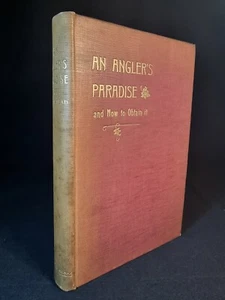 AN ANGLER'S
PARADISE
and How to Obtain it